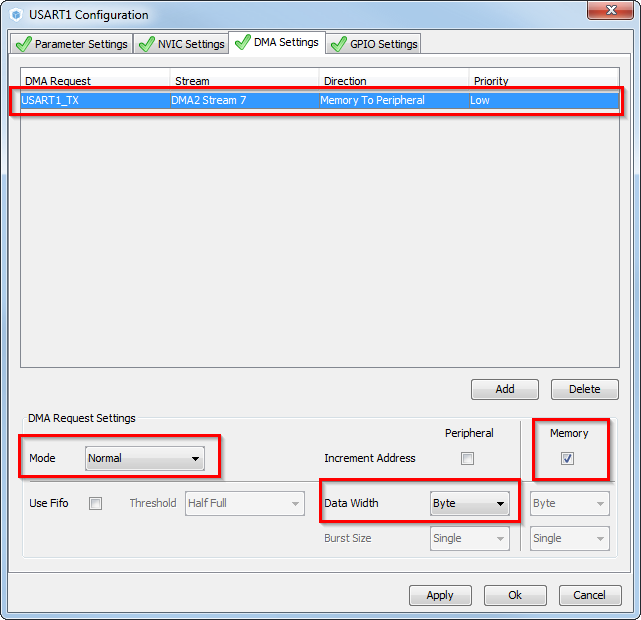 USART1 Configuration
Parameter Settings NVIC Settings DMA Settings GPIO Settings
DMA Request Stream Direction Priority
USART1_TX DMA2 Stream 7 Memory To Peripheral Low
Add Delete
DMA Request Settings
Peripheral Memory
Mode Normal Increment Address
Use Fifo Threshold Half Full Data Width Byte Byte
Burst Size Single Single
Apply Ok Cancel